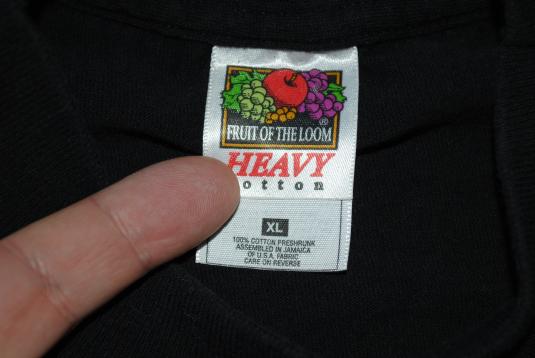 ®
FRUIT OF THE LOOM
HEAVY
otton
XL
100% COTTON PRESHRUNK
ASSEMBLED IN JAMAICA
OF U.S.A. FABRIC
CARE ON REVERSE